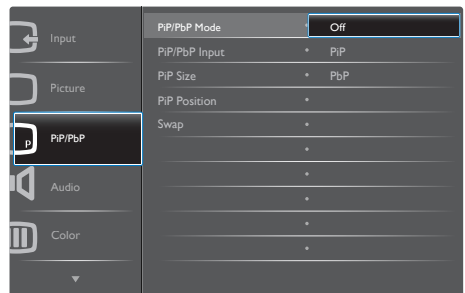 Input
Picture
PiP/PbP
Audio
Color
PiP/PbP Mode
PiP/PbP Input
PiP Size
PiP Position
Swap
Off
PiP
PbP
P